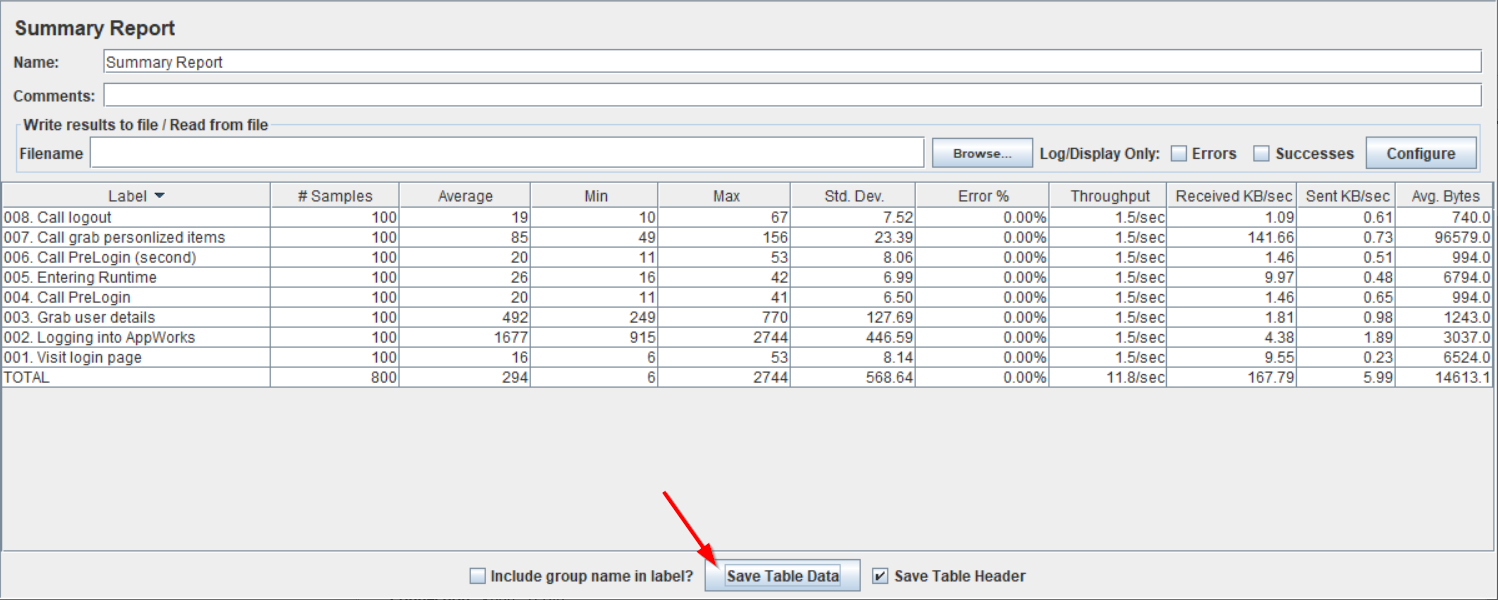 Summary Report
Name: Summary Report
Comments:
Write results to file / Read from file
Filename Browse... Log/Display Only: Errors Successes Configure
Label # Samples Average Min Max Std. Dev. Error % Throughput Received KB/sec Sent KB/sec Avg. Bytes
008. Call logout 100 19 10 67 7.52 0.00% 1.5/sec 1.09 0.61 740.0
007. Call grab personlized items 100 85 49 156 23.39 0.00% 1.5/sec 141.66 0.73 96579.0
006. Call PreLogin (second) 100 20 11 53 8.06 0.00% 1.5/sec 1.46 0.51 994.0
005. Entering Runtime 100 26 16 42 6.99 0.00% 1.5/sec 9.97 0.48 6794.0
004. Call PreLogin 100 20 11 41 6.50 0.00% 1.5/sec 1.46 0.65 994.0
003. Grab user details 100 492 249 770 127.69 0.00% 1.5/sec 1.81 0.98 1243.0
002. Logging into AppWorks 100 1677 915 2744 446.59 0.00% 1.5/sec 4.38 1.89 3037.0
001. Visit login page 100 16 6 53 8.14 0.00% 1.5/sec 9.55 0.23 6524.0
TOTAL 800 294 6 2744 568.64 0.00% 11.8/sec 167.79 5.99 14613.1
Include group name in label? Save Table Data Save Table Header